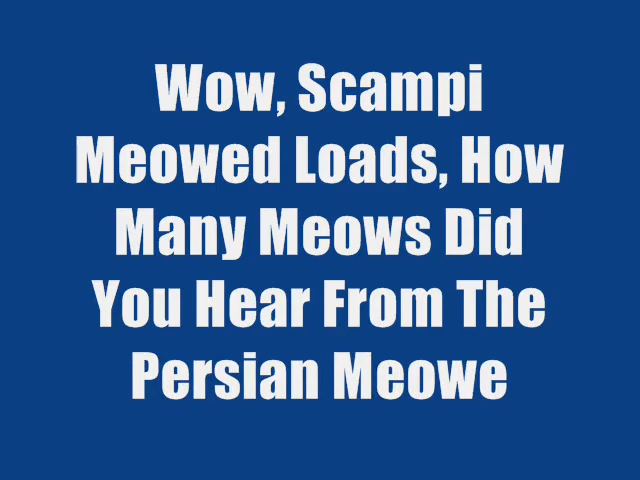 Wow, Scampi
Meowed Loads, How
Many Meows Did
You Hear From The
Persian Meowe